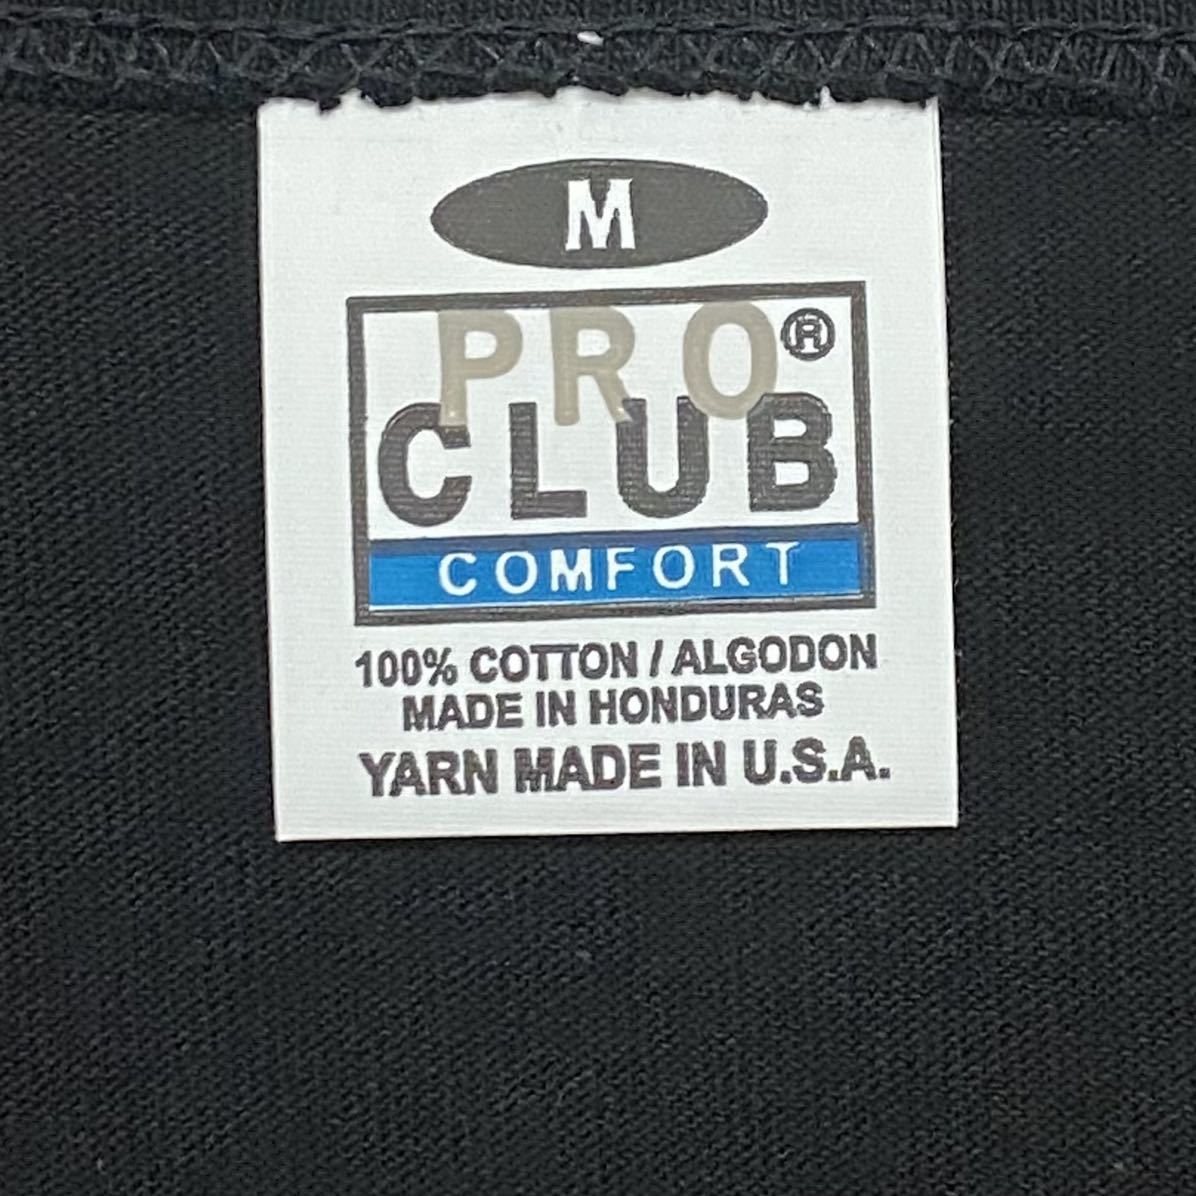 M
PRO®
CLUB
COMFORT
100% COTTON / ALGODON
MADE IN HONDURAS
YARN MADE IN U.S.A.